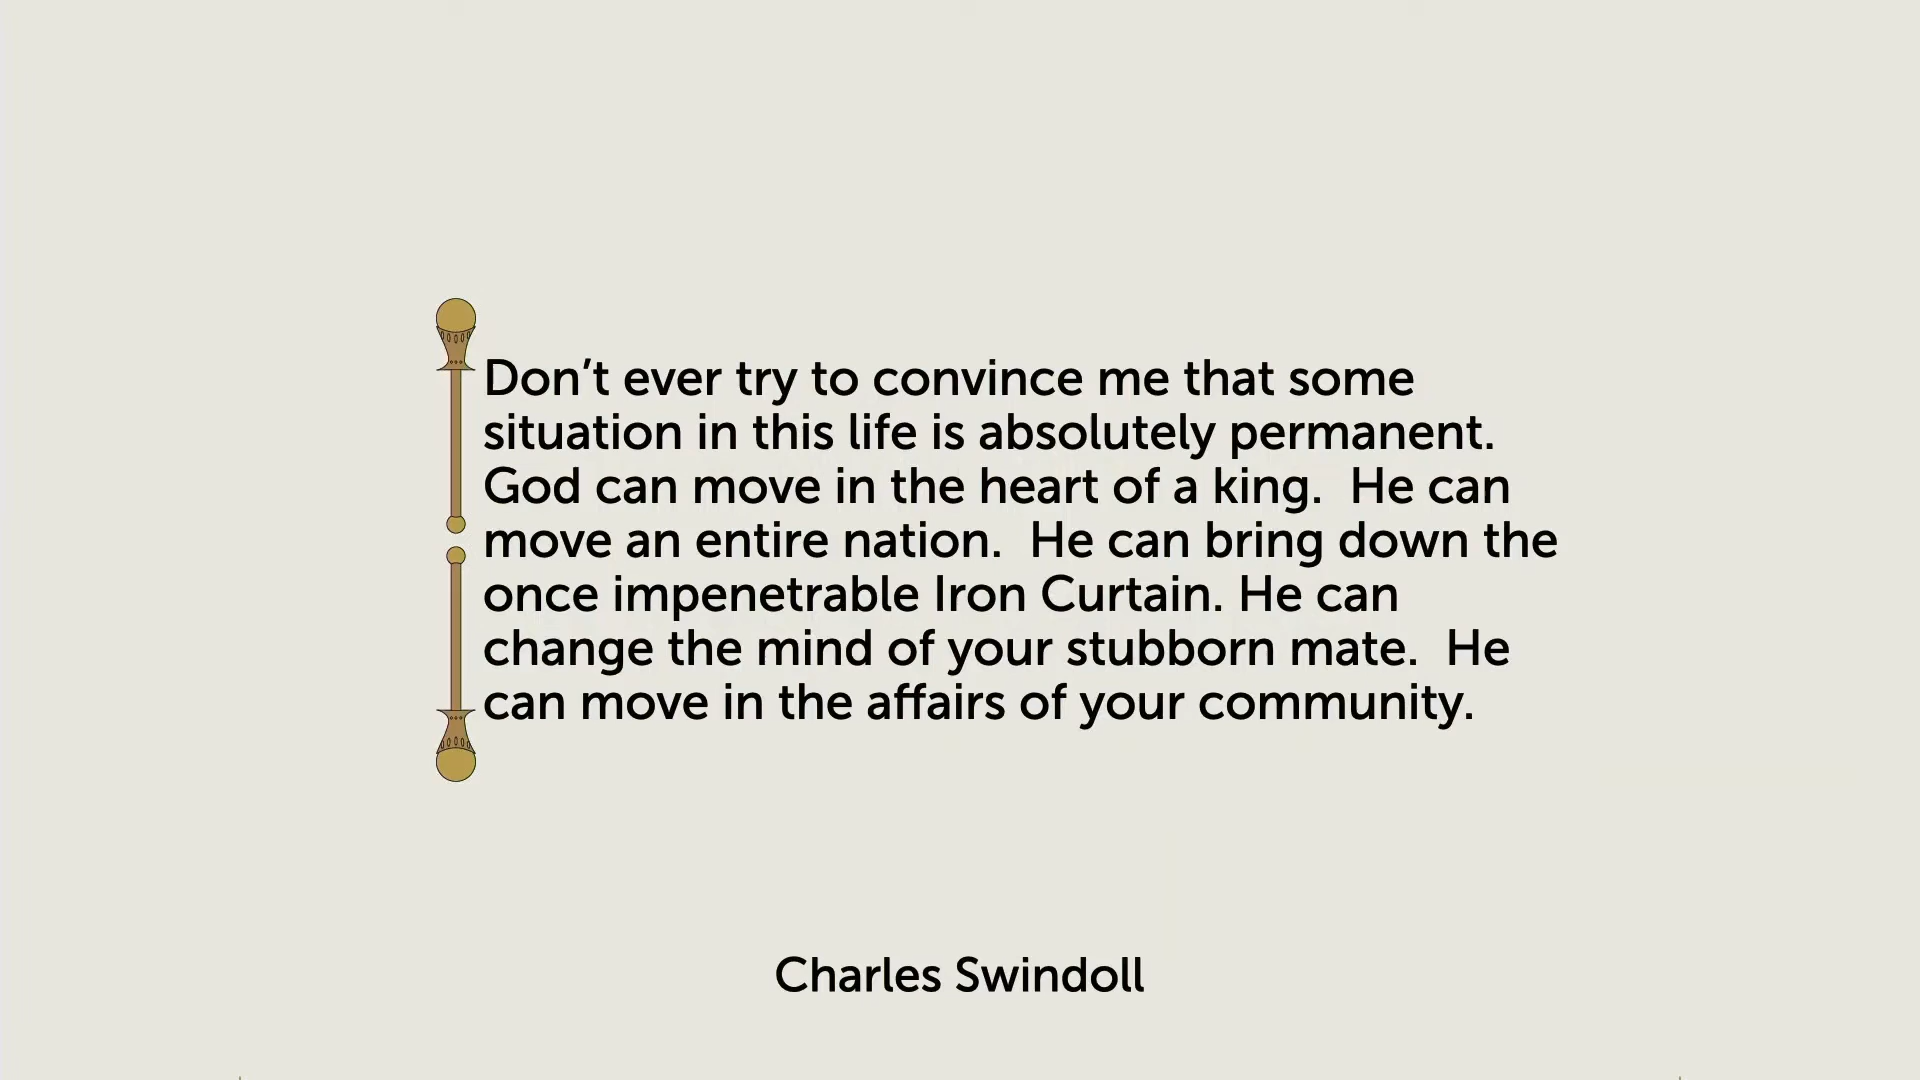 Don’t ever try to convince me that some
situation in this life is absolutely permanent.
God can move in the heart of a king.  He can
move an entire nation.  He can bring down the
once impenetrable Iron Curtain. He can
change the mind of your stubborn mate.  He
can move in the affairs of your community.
Charles Swindoll